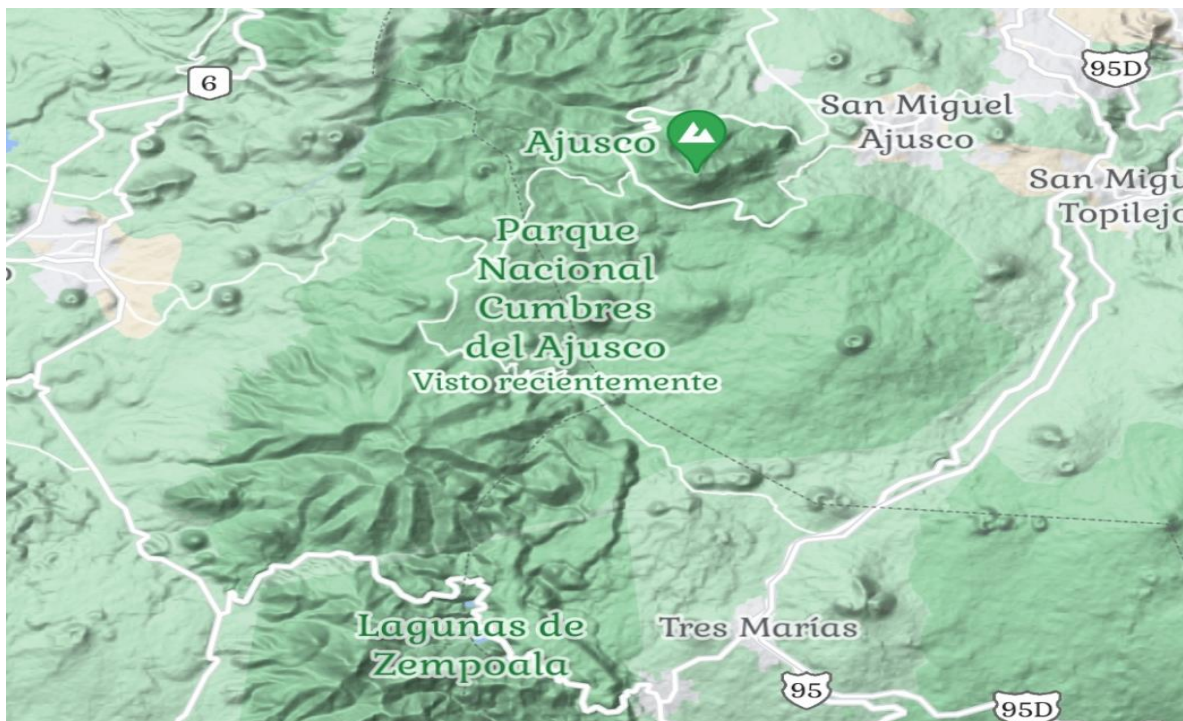 6
95D
San Miguel
Ajusco
Ajusco
San Migu
Topilejo
Parque
Nacional
Cumbres
del Ajusco
Visto recientemente
Lagunas de
Zempoala
Tres Marías
95
95D